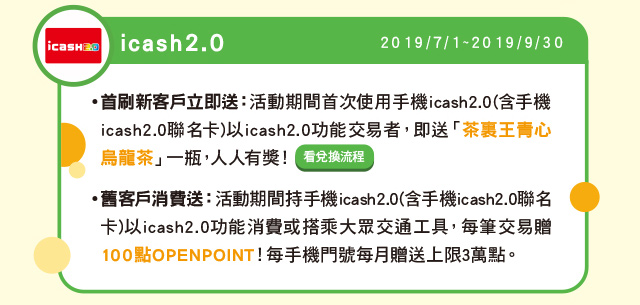 icash2.0
icash2.0
2019/7/1~2019/9/30
•首刷新客戶立即送：活動期間首次使用手機icash2.0(含手機
icash2.0聯名卡)以icash2.0功能交易者，即送「茶裏王青心
烏龍茶」一瓶，人人有獎！ 看兌換流程
•舊客戶消費送：活動期間持手機icash2.0(含手機icash2.0聯名
卡)以icash2.0功能消費或搭乘大眾交通工具，每筆交易贈
100點OPENPOINT！每手機門號每月贈送上限3萬點。